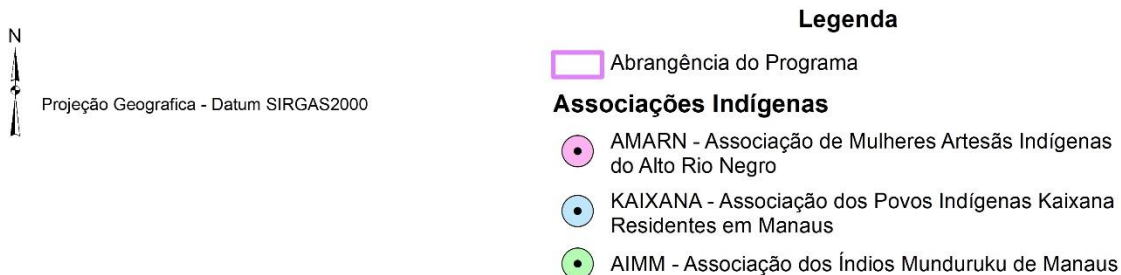 Legenda
N
Abrangência do Programa
Projeção Geografica - Datum SIRGAS2000
Associações Indígenas
AMARN - Associação de Mulheres Artesãs Indígenas
do Alto Rio Negro
KAIXANA - Associação dos Povos Indígenas Kaixana
Residentes em Manaus
AIMM - Associação dos Índios Munduruku de Manaus